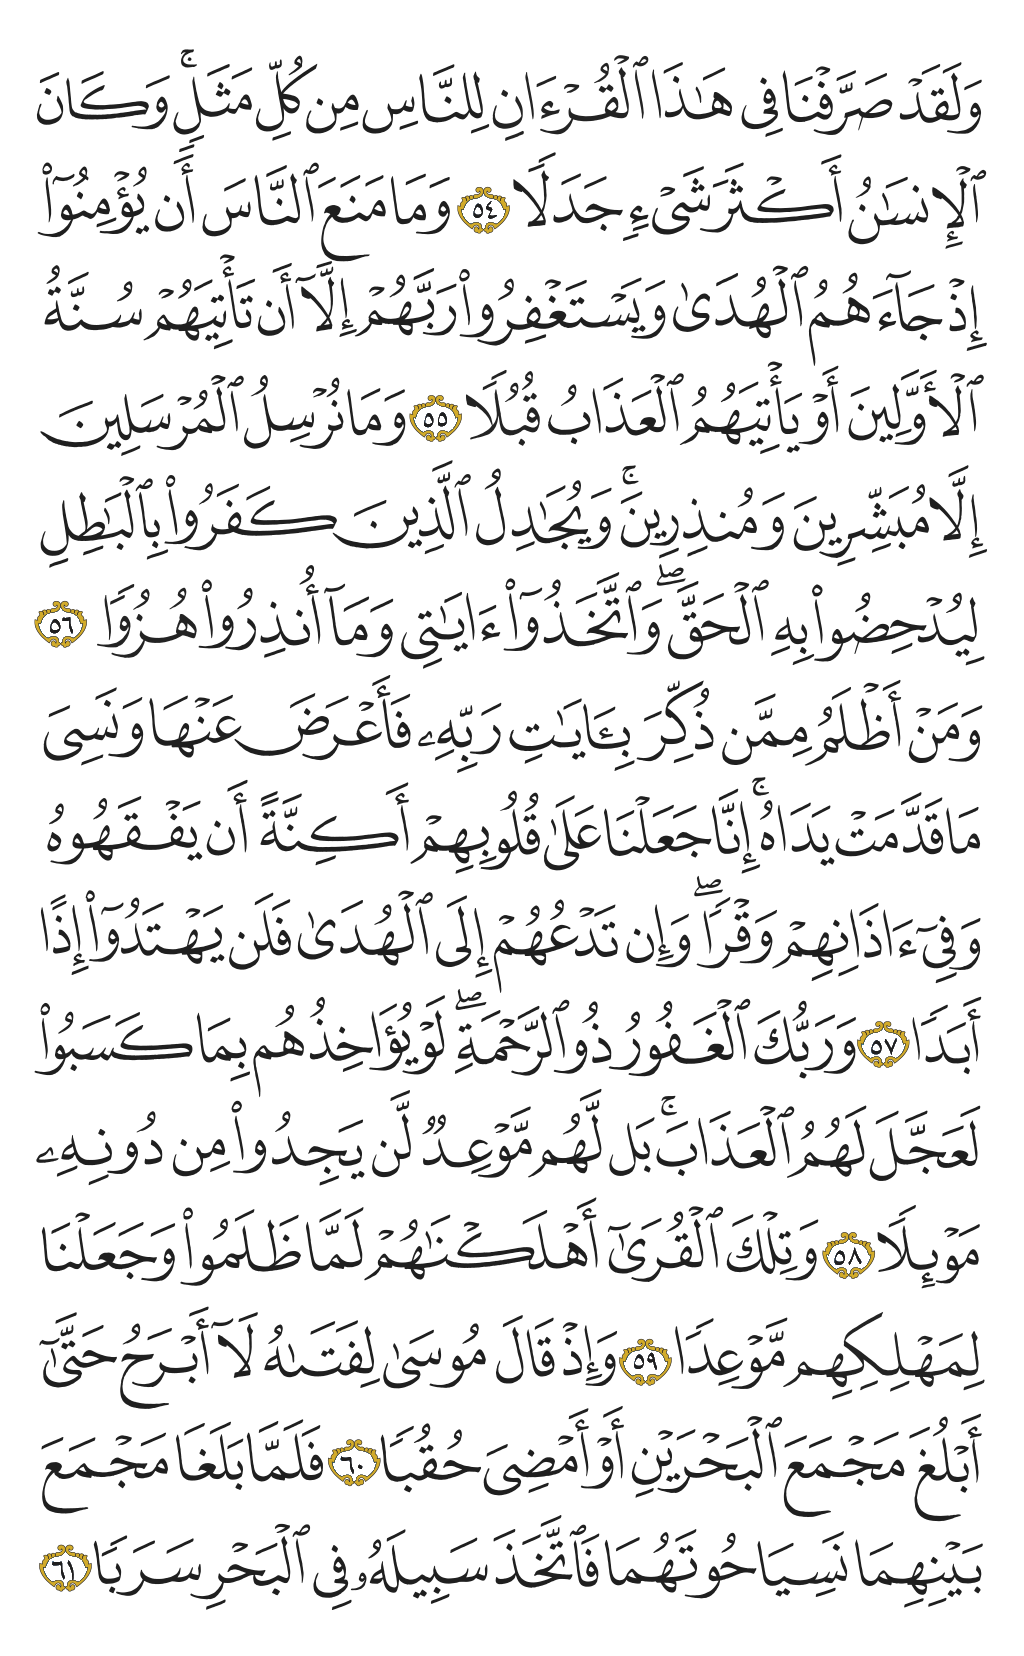 وَلَقَدْ صَرَّفْنَا فِى هَـٰذَا ٱلْقُرْءَانِ لِلنَّاسِ مِن كُلِّ مَثَلٍۢ ۚ وَكَانَ
ٱلْإِنسَـٰنُ أَكْثَرَ شَىْءٍۢ جَدَلًۭا ٥٤ وَمَا مَنَعَ ٱلنَّاسَ أَن يُؤْمِنُوٓا۟
إِذْ جَآءَهُمُ ٱلْهُدَىٰ وَيَسْتَغْفِرُوا۟ رَبَّهُمْ إِلَّآ أَن تَأْتِيَهُمْ سُنَّةُ
ٱلْأَوَّلِينَ أَوْ يَأْتِيَهُمُ ٱلْعَذَابُ قُبُلًۭا ٥٥ وَمَا نُرْسِلُ ٱلْمُرْسَلِينَ
إِلَّا مُبَشِّرِينَ وَمُنذِرِينَ ۚ وَيُجَـٰدِلُ ٱلَّذِينَ كَفَرُوا۟ بِٱلْبَـٰطِلِ
لِيُدْحِضُوا۟ بِهِ ٱلْحَقَّ ۖ وَٱتَّخَذُوٓا۟ ءَايَـٰتِى وَمَآ أُنذِرُوا۟ هُزُوًۭا ٥٦
وَمَنْ أَظْلَمُ مِمَّن ذُكِّرَ بِـَٔايَـٰتِ رَبِّهِۦ فَأَعْرَضَ عَنْهَا وَنَسِىَ
مَا قَدَّمَتْ يَدَاهُ ۚ إِنَّا جَعَلْنَا عَلَىٰ قُلُوبِهِمْ أَكِنَّةً أَن يَفْقَهُوهُ
وَفِىٓ ءَاذَانِهِمْ وَقْرًۭا ۖ وَإِن تَدْعُهُمْ إِلَى ٱلْهُدَىٰ فَلَن يَهْتَدُوٓا۟ إِذًا
أَبَدًۭا ٥٧ وَرَبُّكَ ٱلْغَفُورُ ذُو ٱلرَّحْمَةِ ۖ لَوْ يُؤَاخِذُهُم بِمَا كَسَبُوا۟
لَعَجَّلَ لَهُمُ ٱلْعَذَابَ ۚ بَل لَّهُم مَّوْعِدٌۭ لَّن يَجِدُوا۟ مِن دُونِهِۦ
مَوْئِلًۭا ٥٨ وَتِلْكَ ٱلْقُرَىٰٓ أَهْلَكْنَـٰهُمْ لَمَّا ظَلَمُوا۟ وَجَعَلْنَا
لِمَهْلِكِهِم مَّوْعِدًۭا ٥٩ وَإِذْ قَالَ مُوسَىٰ لِفَتَىٰهُ لَآ أَبْرَحُ حَتَّىٰٓ
أَبْلُغَ مَجْمَعَ ٱلْبَحْرَيْنِ أَوْ أَمْضِىَ حُقُبًۭا ٦٠ فَلَمَّا بَلَغَا مَجْمَعَ
بَيْنِهِمَا نَسِيَا حُوتَهُمَا فَٱتَّخَذَ سَبِيلَهُۥ فِى ٱلْبَحْرِ سَرَبًۭا ٦١